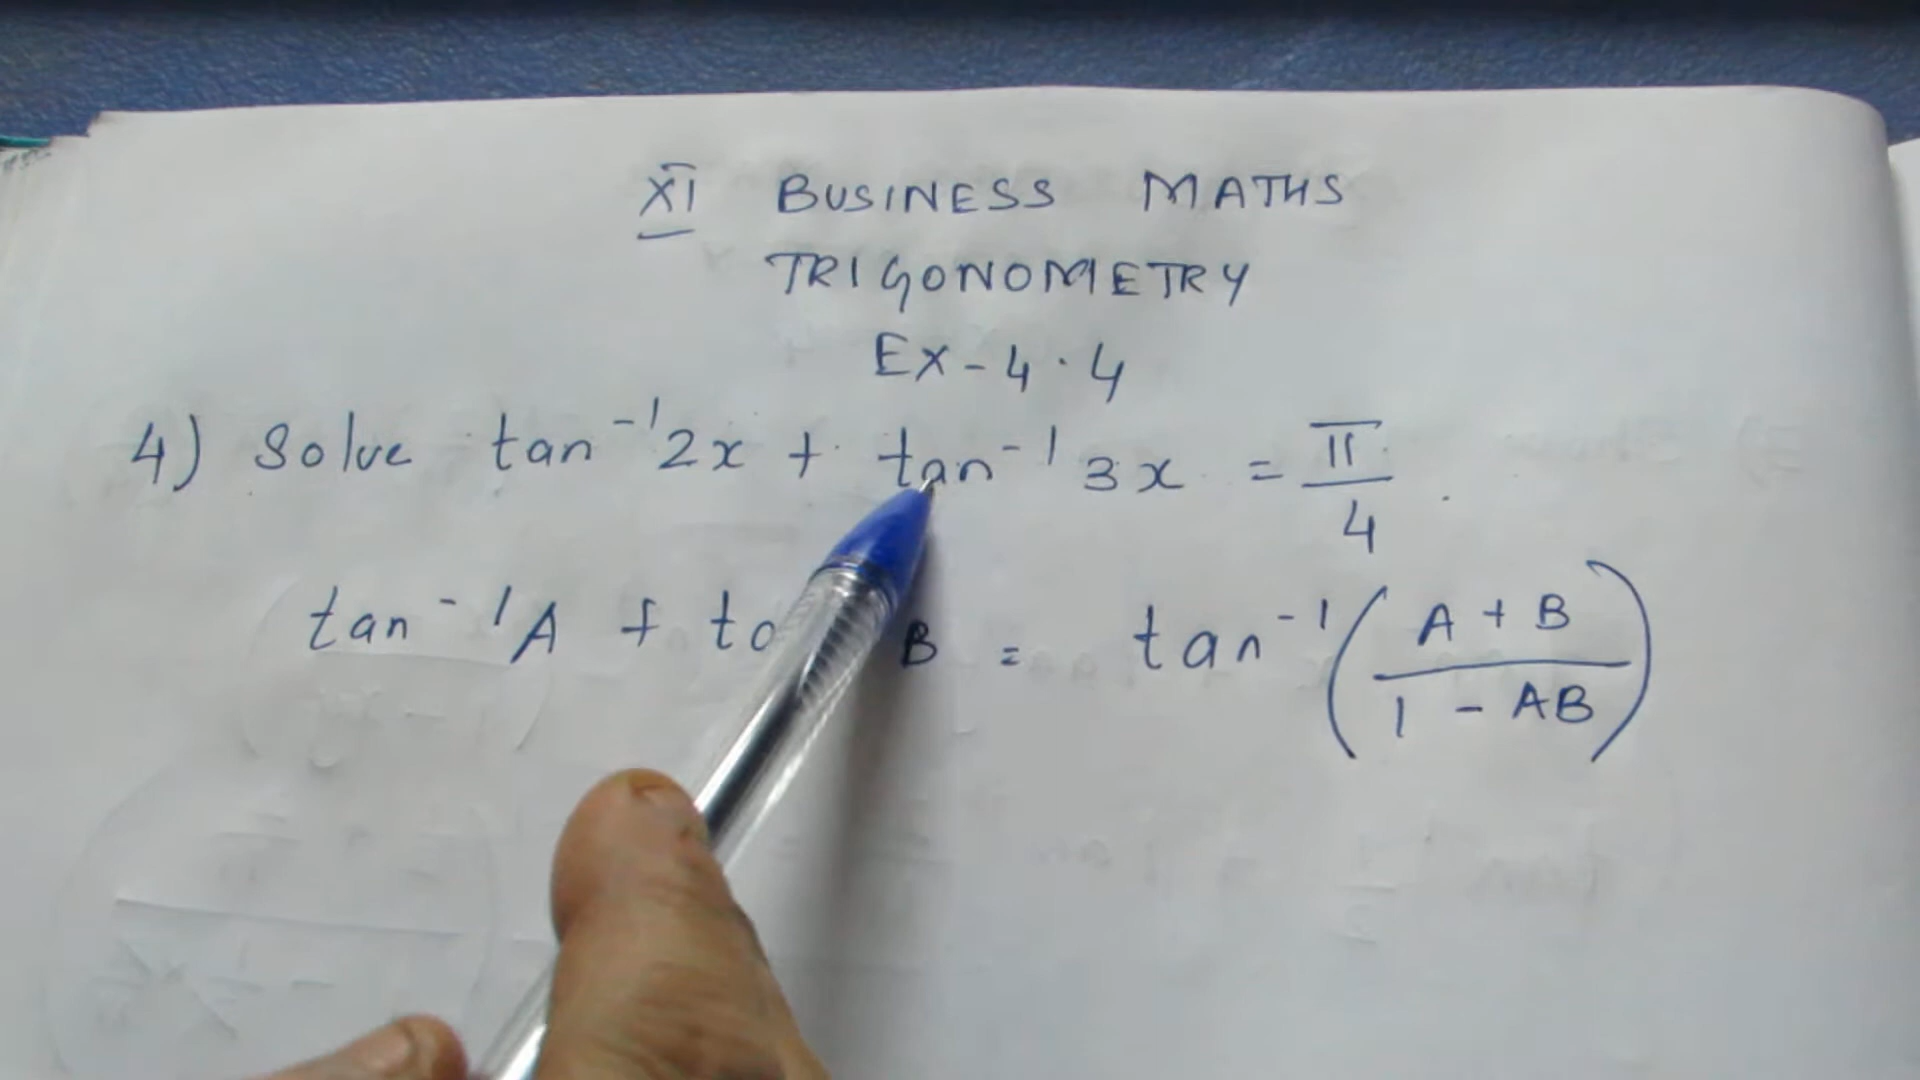 XI BUSINESS MATHS
TRIGONOMETRY
EX - 4.4
4) Solve tan⁻¹2x + tan⁻¹3x = π/4
tan⁻¹A + ta B = tan⁻¹(A + B / 1 - AB)